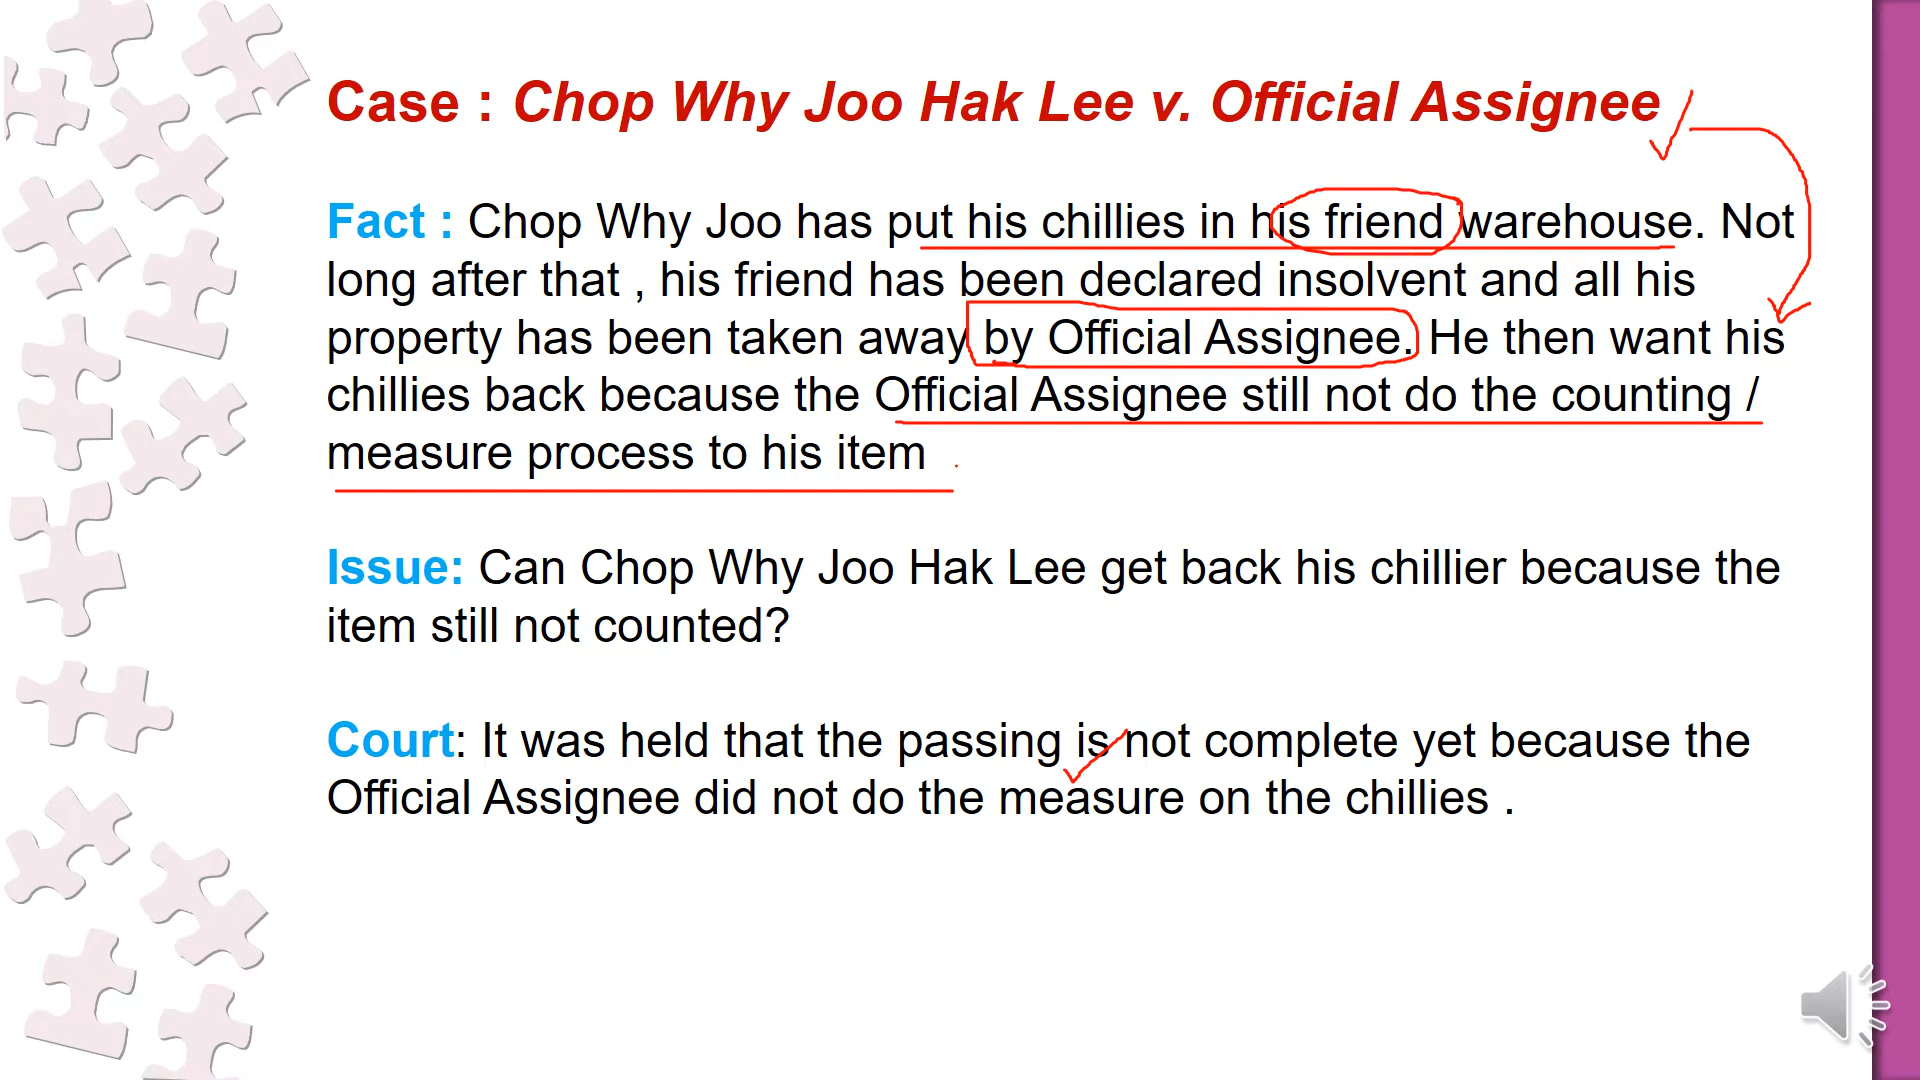 Case : Chop Why Joo Hak Lee v. Official Assignee
Fact : Chop Why Joo has put his chillies in his friend warehouse. Not
long after that , his friend has been declared insolvent and all his
property has been taken away by Official Assignee. He then want his
chillies back because the Official Assignee still not do the counting /
measure process to his item
Issue: Can Chop Why Joo Hak Lee get back his chillier because the
item still not counted?
Court: It was held that the passing is not complete yet because the
Official Assignee did not do the measure on the chillies .